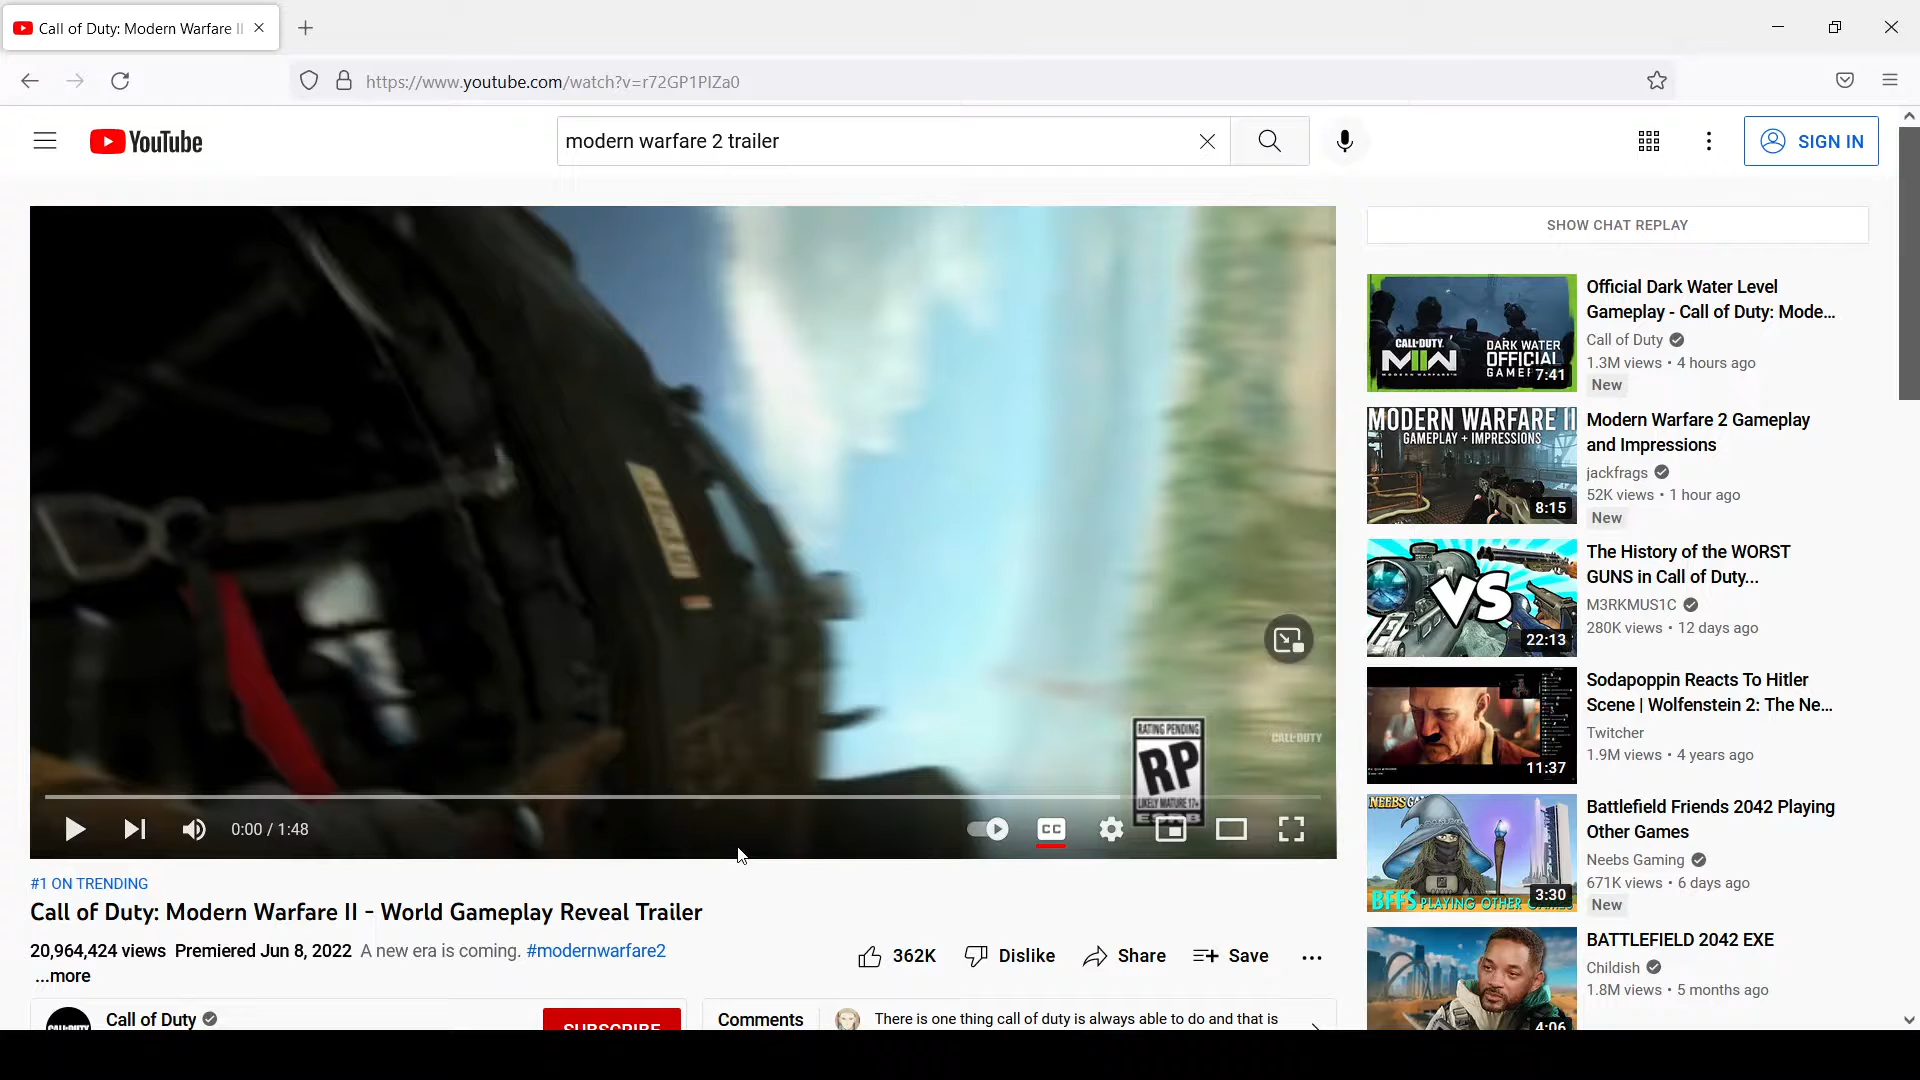 Call of Duty: Modern Warfare II
https://www.youtube.com/watch?v=r72GP1PIZa0
YouTube
modern warfare 2 trailer
SIGN IN
SHOW CHAT REPLAY
RATING PENDING
RP
LIKELY MATURE 17+
ESRB
CALL·DUTY
CC
0:00 / 1:48
#1 ON TRENDING
Call of Duty: Modern Warfare II - World Gameplay Reveal Trailer
20,964,424 views Premiered Jun 8, 2022 A new era is coming. #modernwarfare2
...more
362K
Dislike
Share
Save
Call of Duty
SUBSCRIBE
Comments
There is one thing call of duty is always able to do and that is
CALL·DUTY
MW
MODERN WARFARE
DARK WATER
OFFICIAL
7:41
Official Dark Water Level
Gameplay - Call of Duty: Mode...
Call of Duty
1.3M views • 4 hours ago
New
MODERN WARFARE II
GAMEPLAY + IMPRESSIONS
8:15
Modern Warfare 2 Gameplay
and Impressions
jackfrags
52K views • 1 hour ago
New
VS
22:13
The History of the WORST
GUNS in Call of Duty...
M3RKMUS1C
280K views • 12 days ago
11:37
Sodapoppin Reacts To Hitler
Scene | Wolfenstein 2: The Ne...
Twitcher
1.9M views • 4 years ago
NEEBS
BFFS PLAYING OTHER
3:30
Battlefield Friends 2042 Playing
Other Games
Neebs Gaming
671K views • 6 days ago
New
4:06
BATTLEFIELD 2042 EXE
Childish
1.8M views • 5 months ago